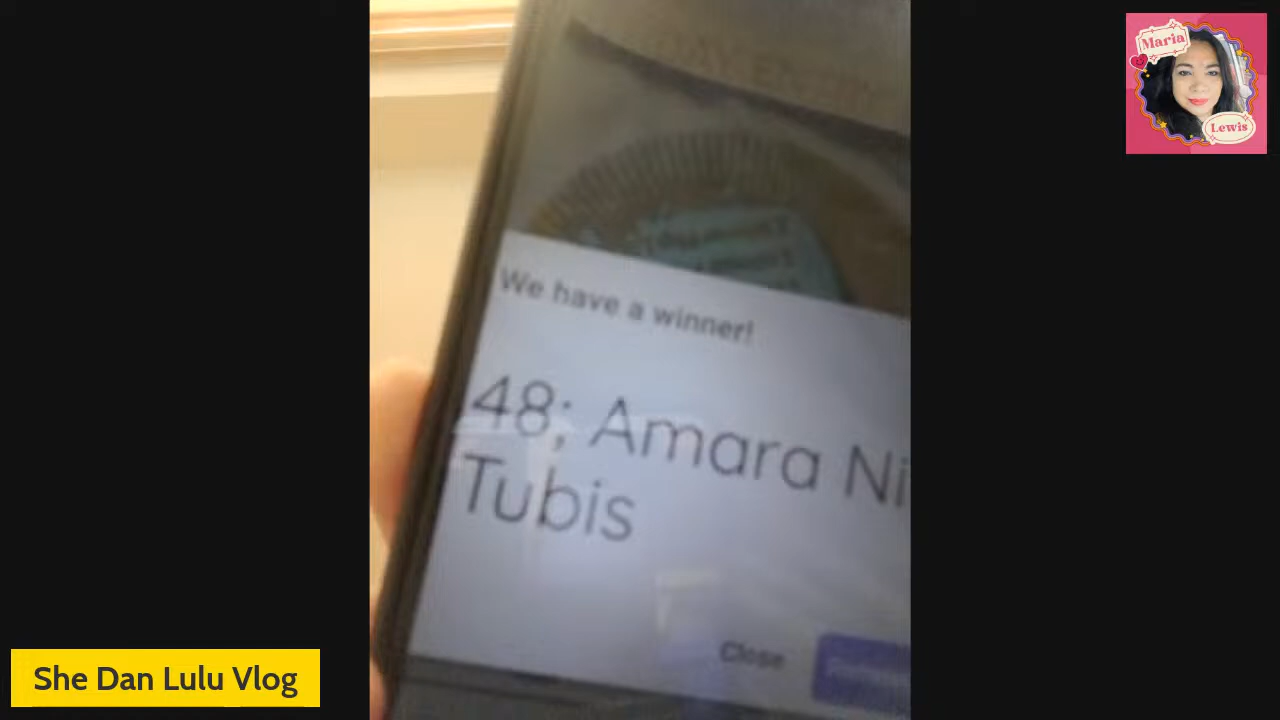 Maria
Lewis
We have a winner!
48; Amara Ni
Tubis
Close
She Dan Lulu Vlog